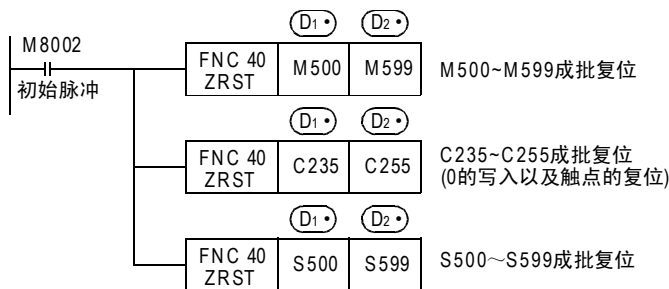 D1• D2•
M8002
FNC 40 ZRST M500 M599 M500~M599成批复位
初始脉冲
D1• D2•
FNC 40 ZRST C235 C255 C235~C255成批复位
(0的写入以及触点的复位)
D1• D2•
FNC 40 ZRST S500 S599 S500～S599成批复位